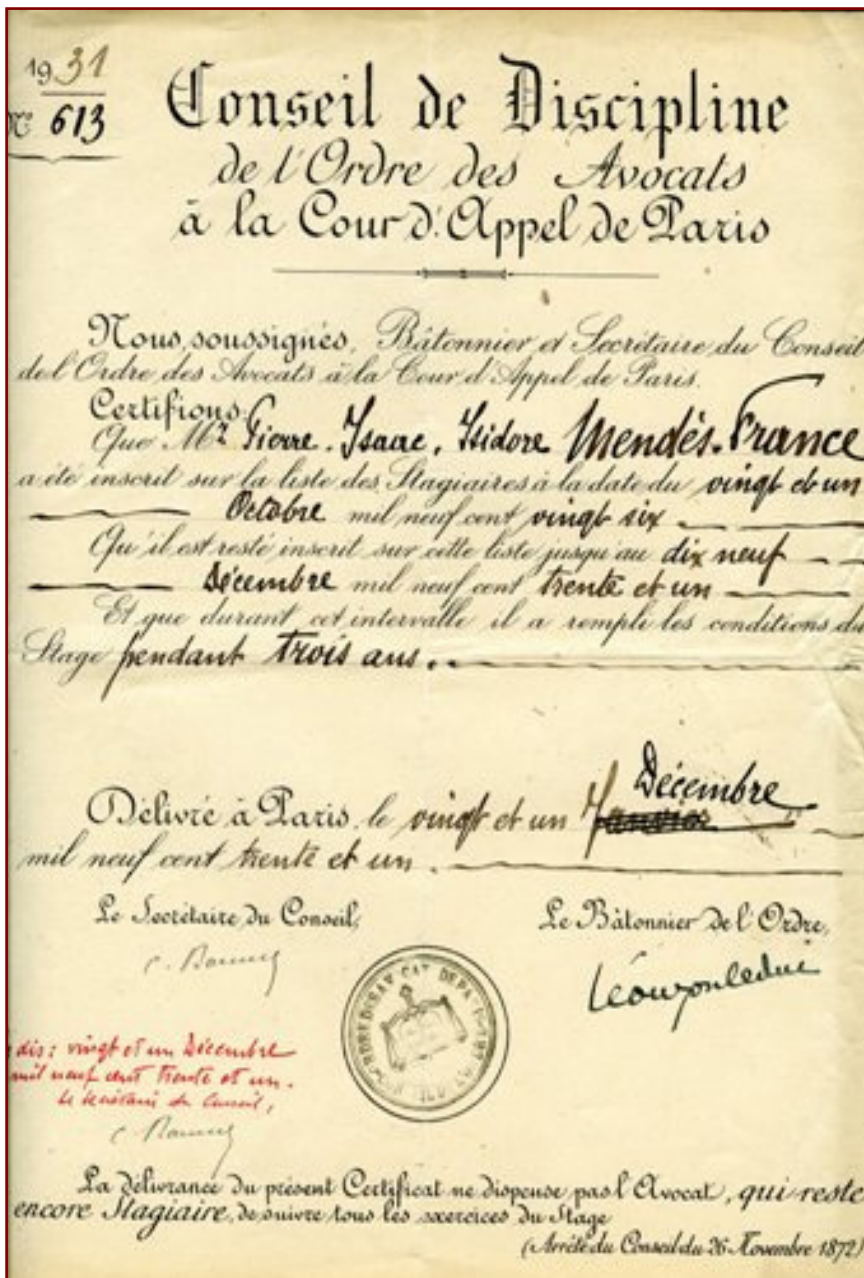 1931
N° 613
Conseil de Discipline
de l'Ordre des Avocats
à la Cour d'Appel de Paris
Nous, soussignés, Bâtonnier et Secrétaire du Conseil
de l'Ordre des Avocats à la Cour d'Appel de Paris.
Certifions:
Que Me Pierre. Isaac. Isidore Mendès-France
a été inscrit sur la liste des Stagiaires à la date du vingt et un
Octobre mil neuf cent vingt six
Qu'il est resté inscrit sur cette liste jusqu'au dix neuf
Décembre mil neuf cent trente et un
Et que durant cet intervalle il a rempli les conditions du
Stage pendant trois ans.
Décembre
Délivré à Paris, le vingt et un
mil neuf cent trente et un.
Le Secrétaire du Conseil,
Le Bâtonnier de l'Ordre,
dis: vingt et un Décembre
mil neuf cent trente et un.
Le Secrétaire du Conseil,
La délivrance du présent Certificat ne dispense pas l'Avocat, qui reste
encore Stagiaire, de suivre tous les exercices du Stage
(Arrêté du Conseil du 26 Novembre 1872)